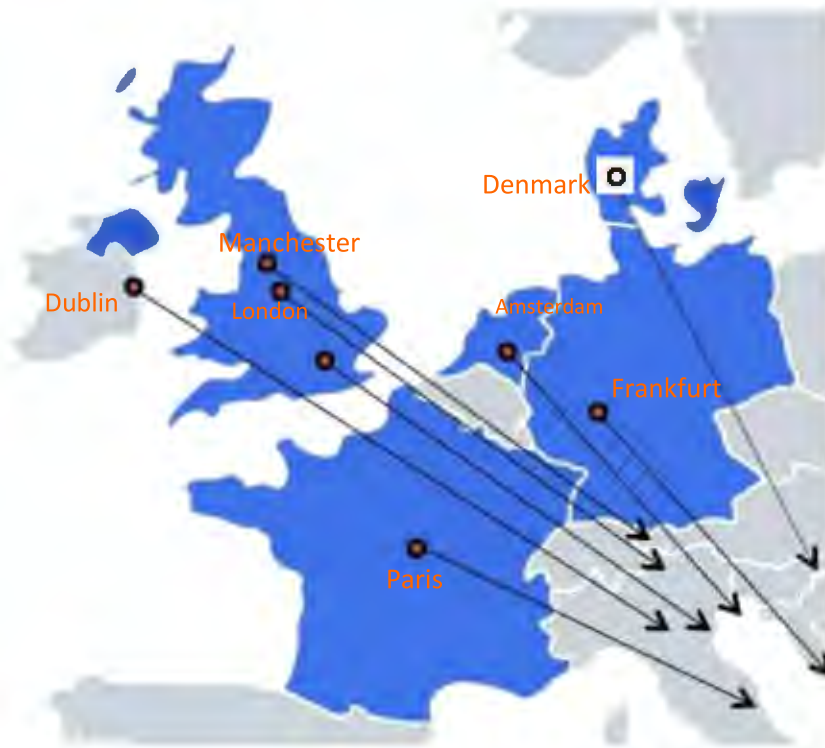 Denmark
Manchester
Dublin
London
Amsterdam
Frankfurt
Paris